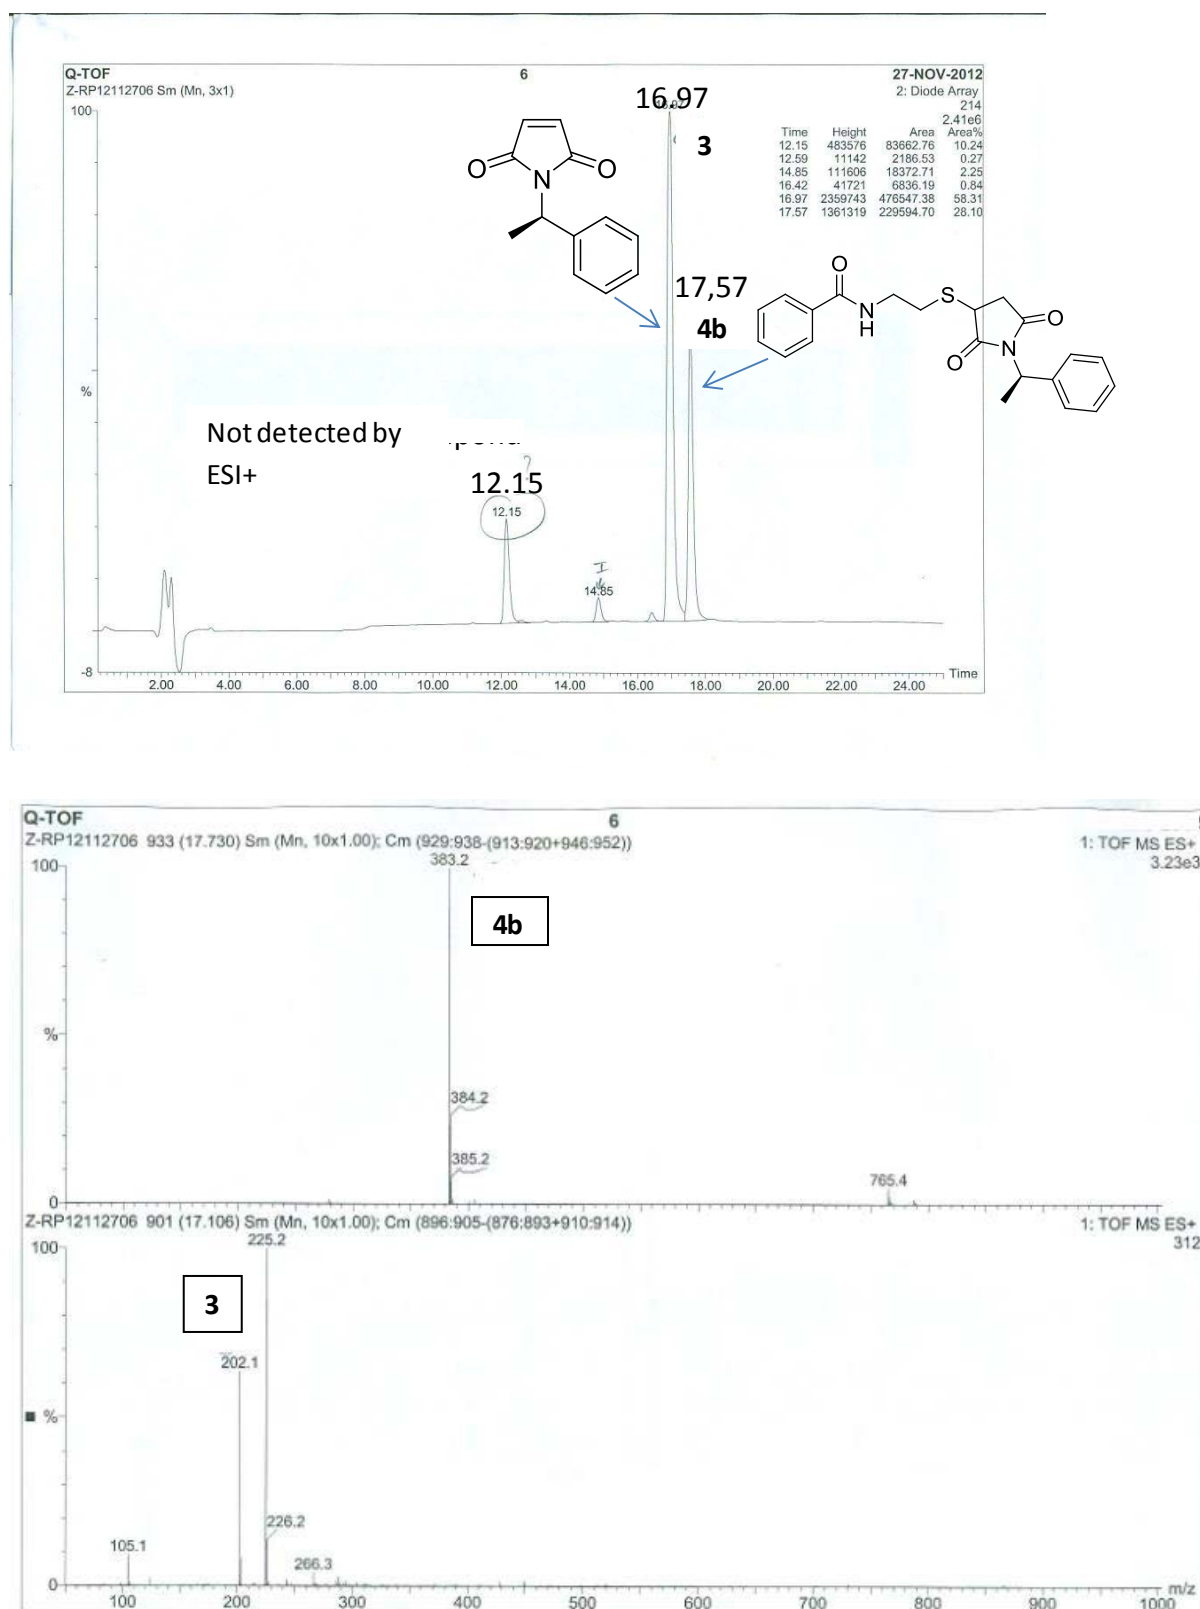 Q-TOF 6 27-NOV-2012
Z-RP12112706 Sm (Mn, 3x1) 2: Diode Array
214
2.41e6
Time Height Area Area%
12.15 483576 83662.76 10.24
12.59 11142 2186.53 0.27
14.85 111606 18372.71 2.25
16.42 41721 6836.19 0.84
16.97 2359743 476547.38 58.31
17.57 1361319 229594.70 28.10
100
16.97
16.97
3
O N O
17,57
4b
O
N
H
S
O
N
O
%
Not detected by
ESI+
?
12.15
12.15
14.85
-8
2.00 4.00 6.00 8.00 10.00 12.00 14.00 16.00 18.00 20.00 22.00 24.00
Time
Q-TOF 6
Z-RP12112706 933 (17.730) Sm (Mn, 10x1.00); Cm (929:938-(913:920+946:952)) 1: TOF MS ES+
3.23e3
100
383.2
4b
%
384.2
385.2
765.4
0
Z-RP12112706 901 (17.106) Sm (Mn, 10x1.00); Cm (896:905-(876:893+910:914)) 1: TOF MS ES+
312
100
225.2
3
202.1
%
226.2
105.1
266.3
0
100 200 300 400 500 600 700 800 900 1000
m/z